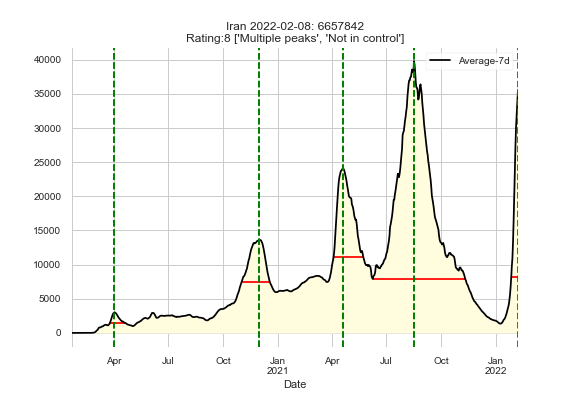 Iran 2022-02-08: 6657842
Rating:8 ['Multiple peaks', 'Not in control']
Average-7d
40000
35000
30000
25000
20000
15000
10000
5000
0
Apr Jul Oct Jan Apr Jul Oct Jan
2021 2022
Date